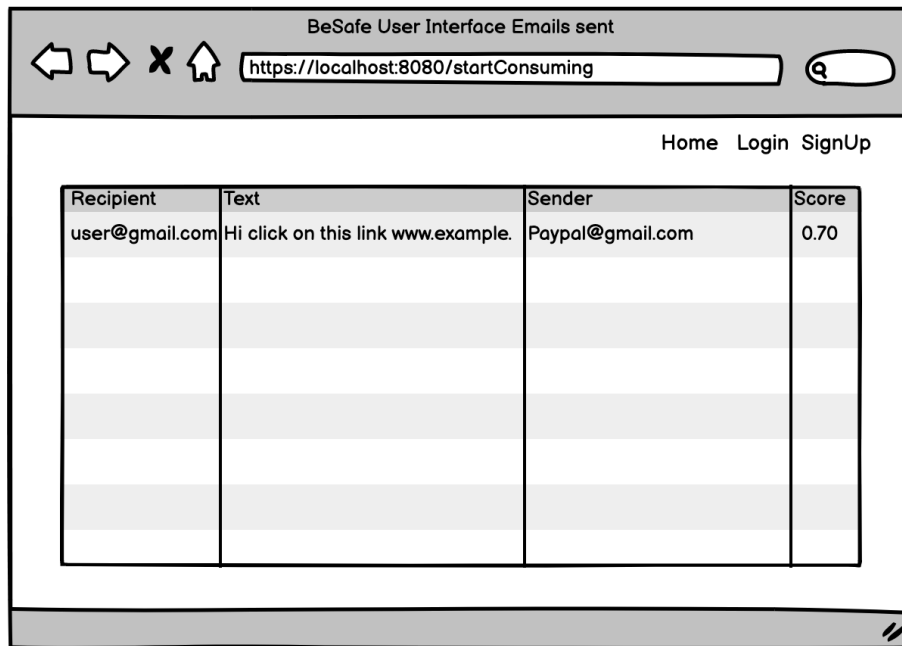 BeSafe User Interface Emails sent
https://localhost:8080/startConsuming
Home Login SignUp
Recipient Text Sender Score
user@gmail.com Hi click on this link www.example. Paypal@gmail.com 0.70